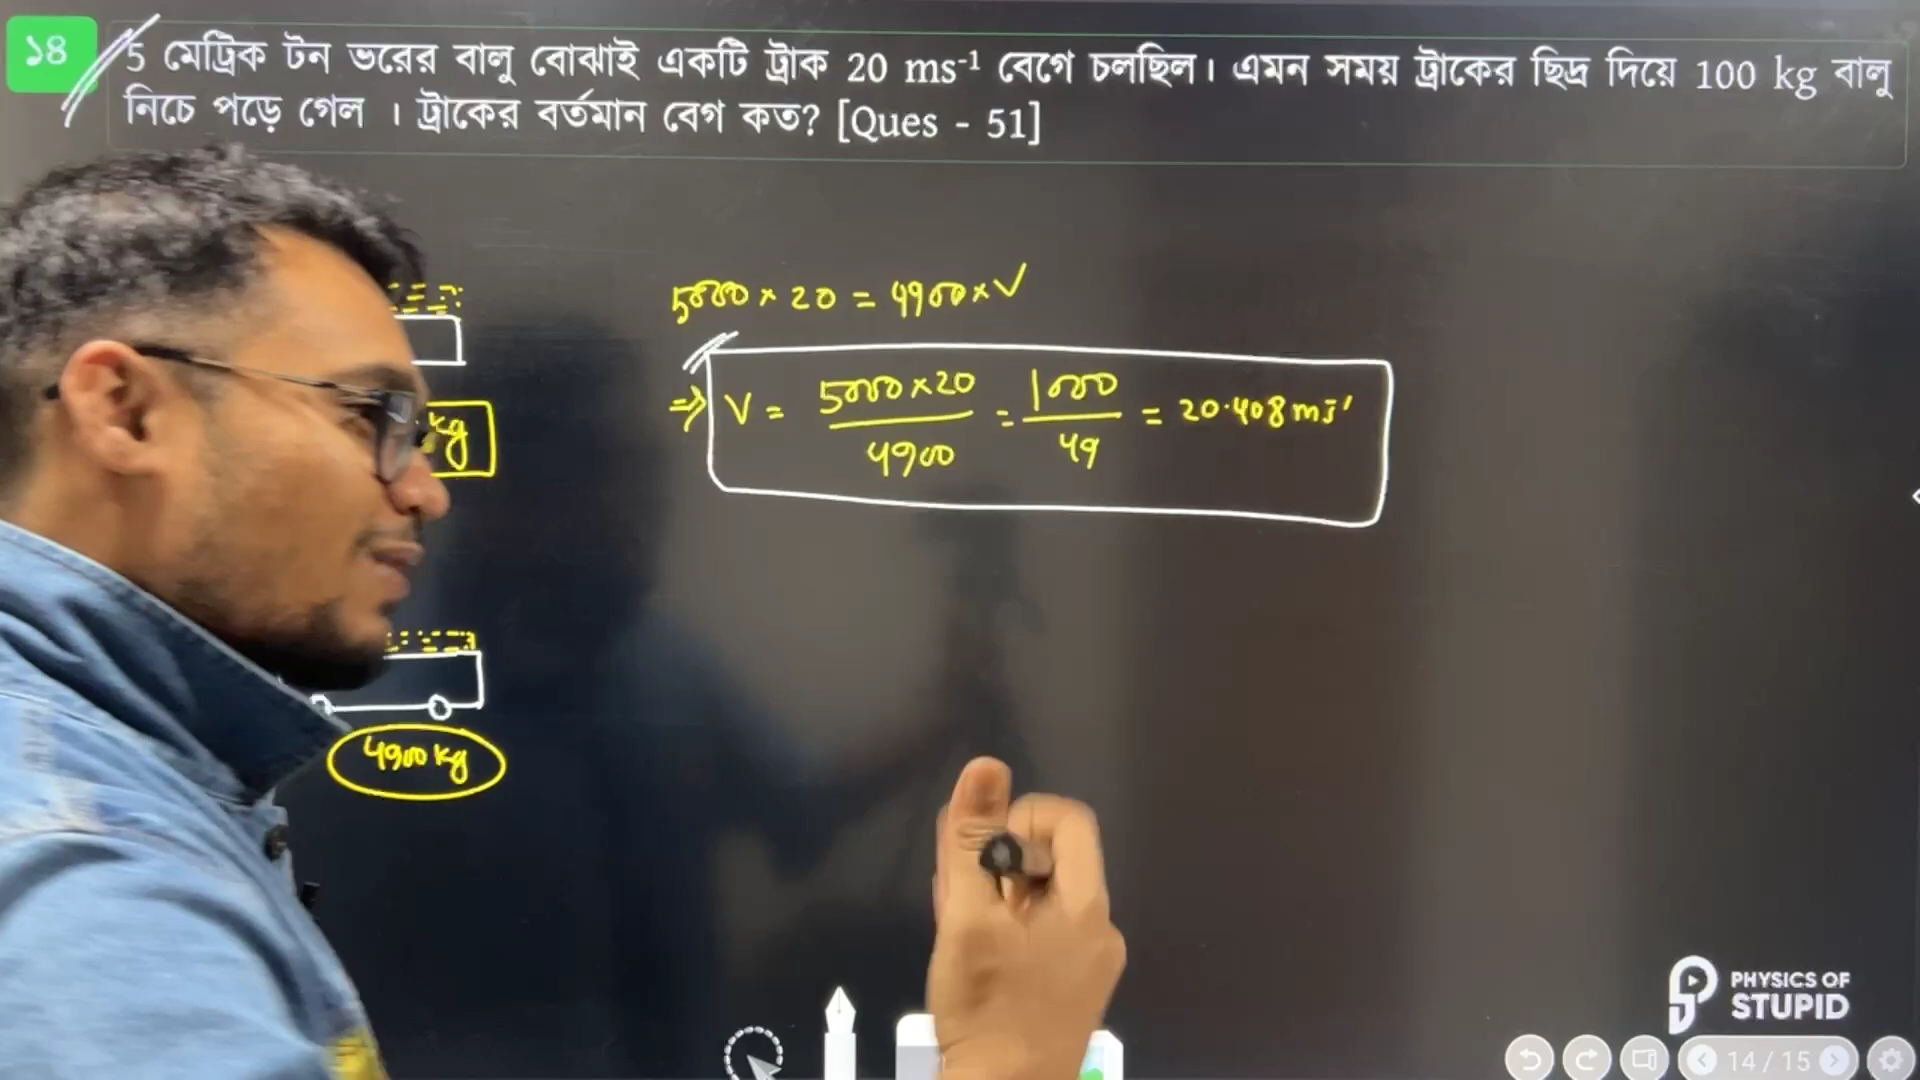 ১৪
5 মেট্রিক টন ভরের বালু বোঝাই একটি ট্রাক 20 ms⁻¹ বেগে চলছিল। এমন সময় ট্রাকের ছিদ্র দিয়ে 100 kg বালু
নিচে পড়ে গেল । ট্রাকের বর্তমান বেগ কত? [Ques - 51]
5000 × 20 = 4900 × V
⇒ V = 5000 × 20 / 4900 = 1000 / 49 = 20.408 ms⁻¹
kg
4900 kg
PHYSICS OF
STUPID
14 / 15